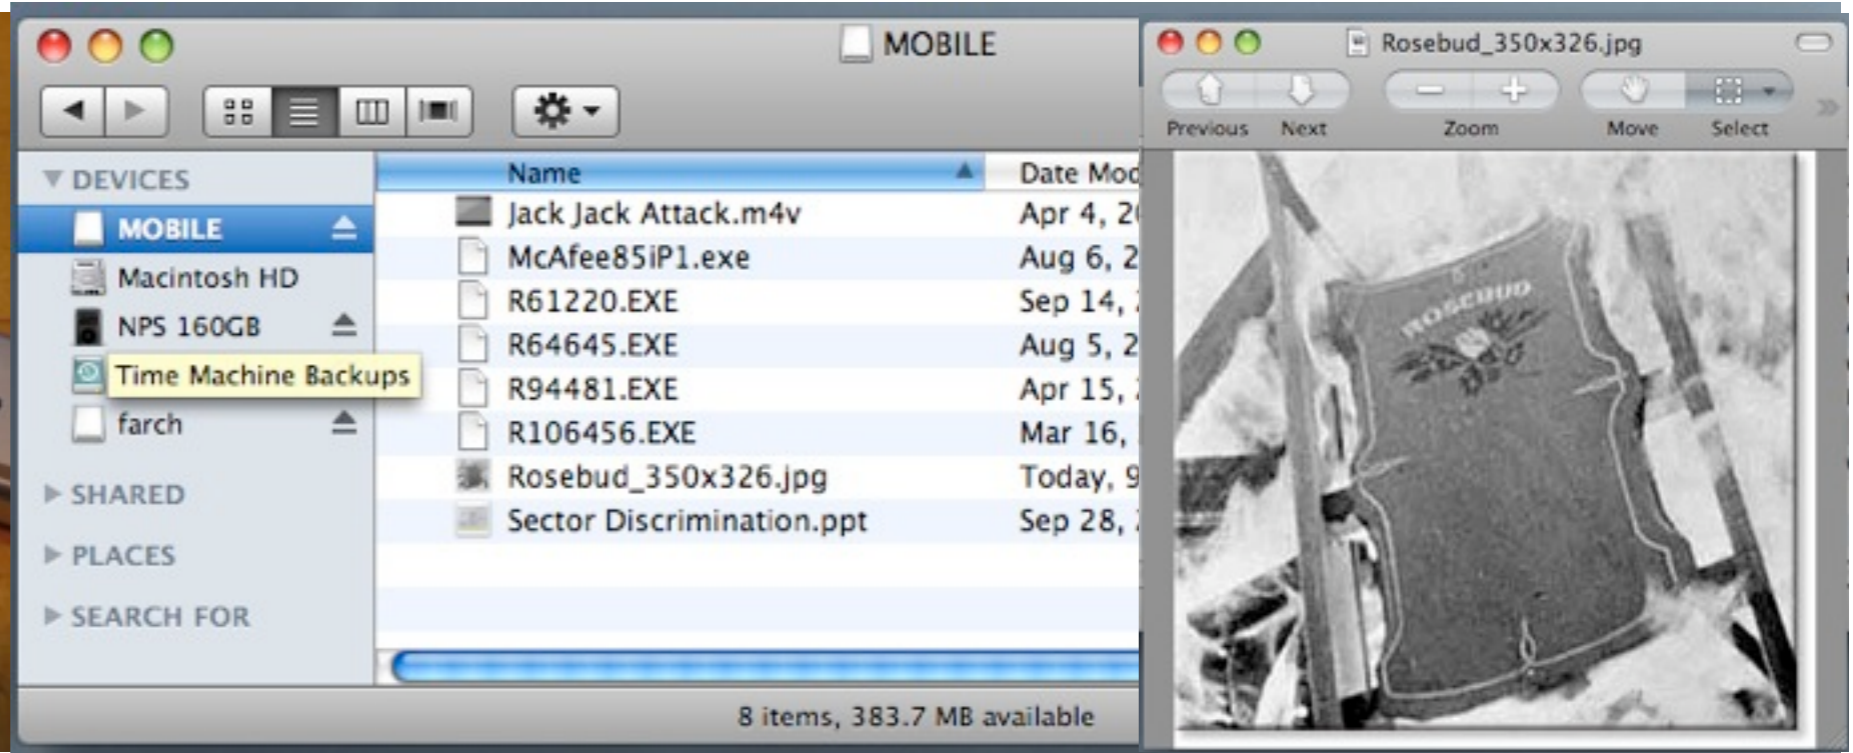 MOBILE
DEVICES
MOBILE
Macintosh HD
NPS 160GB
Time Machine Backups
farch
SHARED
PLACES
SEARCH FOR
Name Date Mod
Jack Jack Attack.m4v Apr 4, 20
McAfee85iP1.exe Aug 6, 2
R61220.EXE Sep 14,
R64645.EXE Aug 5, 2
R94481.EXE Apr 15,
R106456.EXE Mar 16,
Rosebud_350x326.jpg Today, 9
Sector Discrimination.ppt Sep 28,
8 items, 383.7 MB available
Rosebud_350x326.jpg
Previous Next Zoom Move Select
ROSEBUD